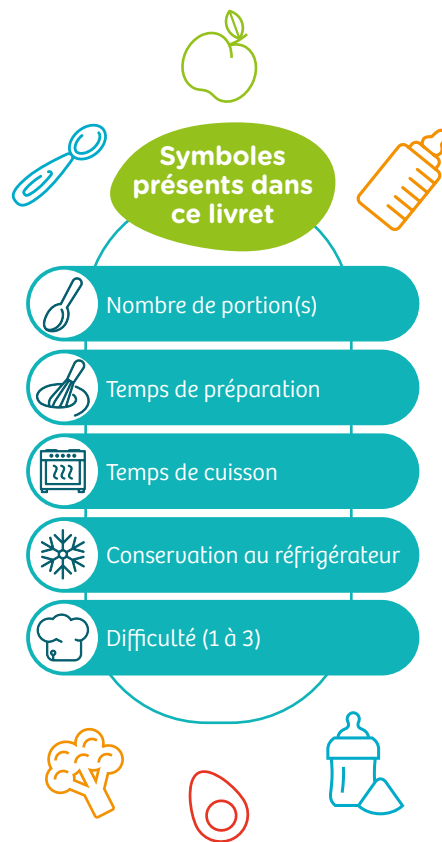 Symboles
présents dans
ce livret
Nombre de portion(s)
Temps de préparation
Temps de cuisson
Conservation au réfrigérateur
Difficulté (1 à 3)